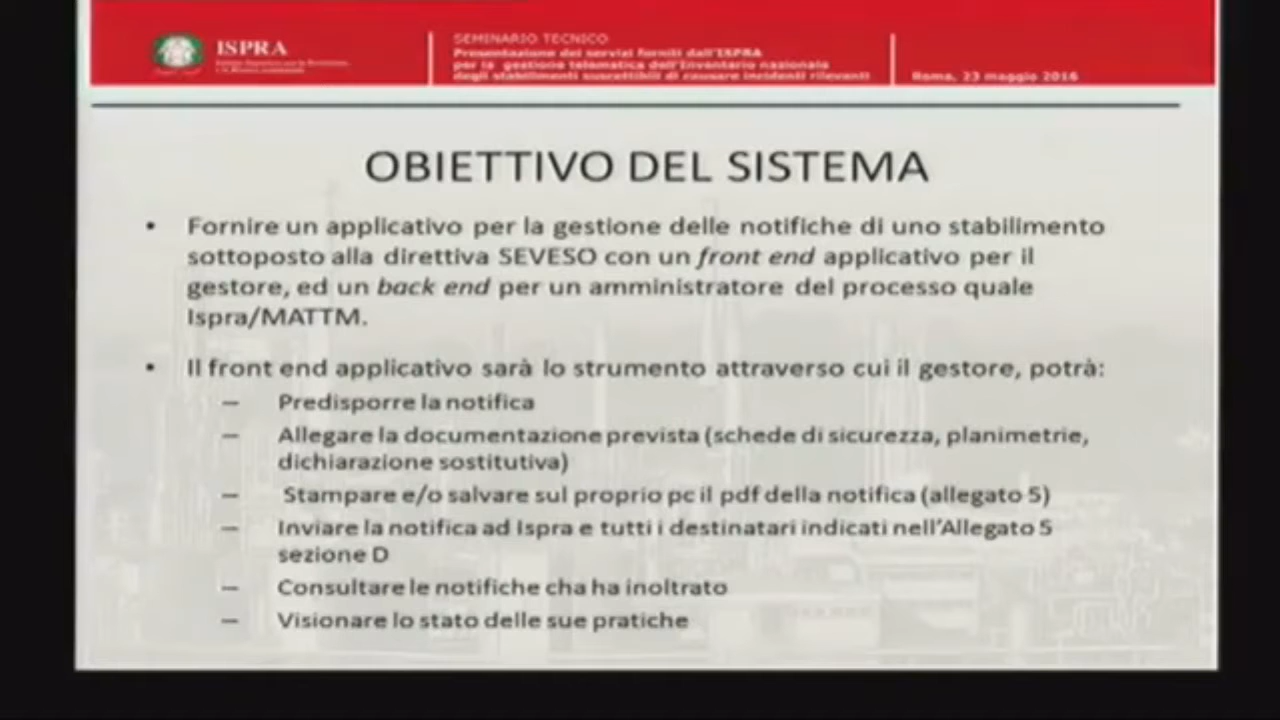 ISPRA
SEMINARIO TECNICO
Presentazione dei servizi forniti dall'ISPRA
per la gestione telematica dell'Inventario nazionale
degli stabilimenti suscettibili di causare incidenti rilevanti
Roma, 23 maggio 2016
OBIETTIVO DEL SISTEMA
• Fornire un applicativo per la gestione delle notifiche di uno stabilimento
sottoposto alla direttiva SEVESO con un front end applicativo per il
gestore, ed un back end per un amministratore del processo quale
Ispra/MATTM.
• Il front end applicativo sarà lo strumento attraverso cui il gestore, potrà:
– Predisporre la notifica
– Allegare la documentazione prevista (schede di sicurezza, planimetrie,
dichiarazione sostitutiva)
– Stampare e/o salvare sul proprio pc il pdf della notifica (allegato 5)
– Inviare la notifica ad Ispra e tutti i destinatari indicati nell'Allegato 5
sezione D
– Consultare le notifiche cha ha inoltrato
– Visionare lo stato delle sue pratiche